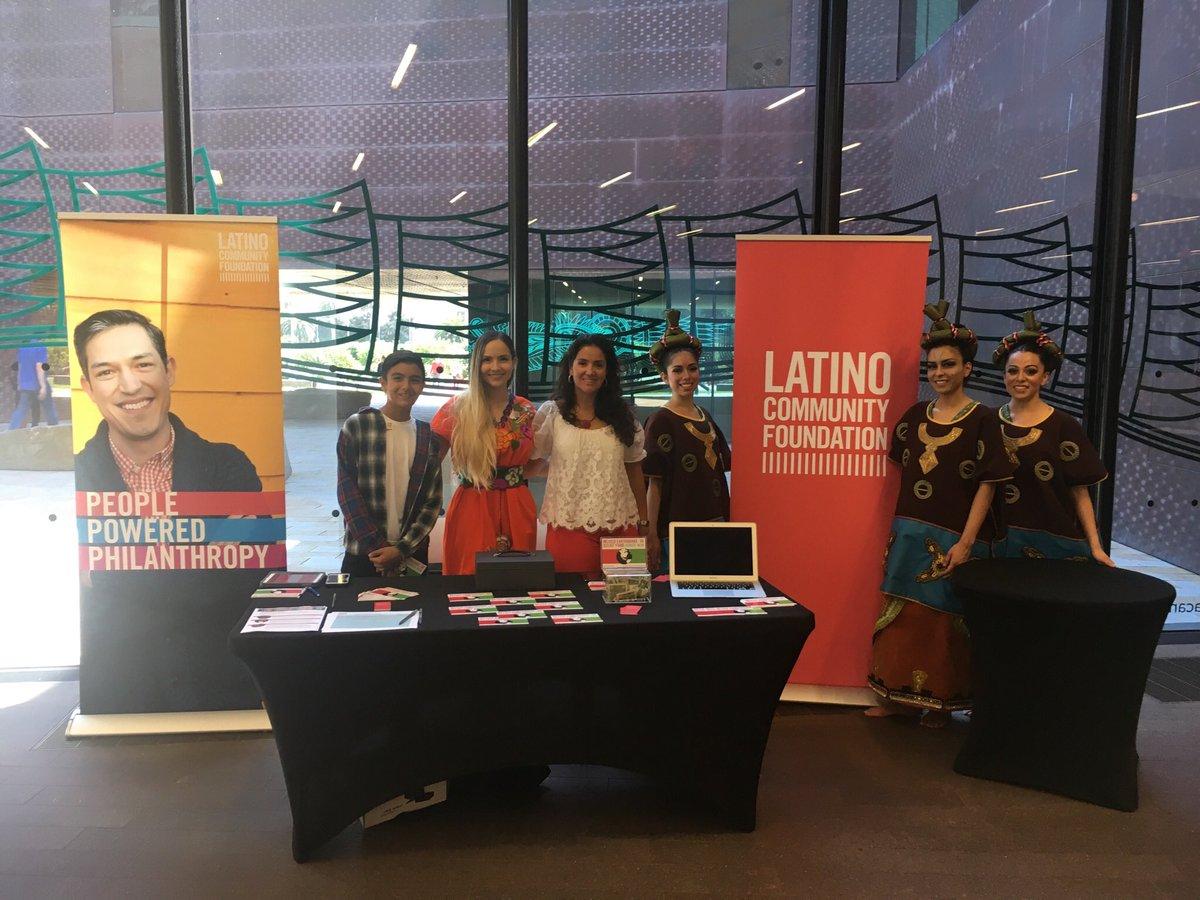 LATINO
COMMUNITY
FOUNDATION
PEOPLE
POWERED
PHILANTHROPY
LATINO
COMMUNITY
FOUNDATION